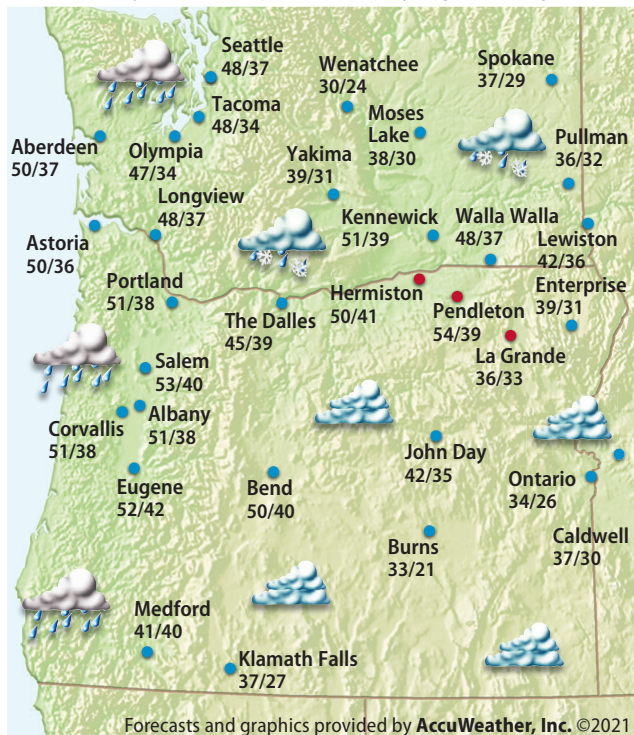 Seattle
48/37
Wenatchee
30/24
Spokane
37/29
Tacoma
48/34
Moses
Lake
38/30
Aberdeen
50/37
Olympia
47/34
Yakima
39/31
Pullman
36/32
Longview
48/37
Kennewick
51/39
Walla Walla
48/37
Lewiston
42/36
Astoria
50/36
Portland
51/38
The Dalles
45/39
Hermiston
50/41
Pendleton
54/39
Enterprise
39/31
La Grande
36/33
Salem
53/40
Albany
51/38
Corvallis
51/38
John Day
42/35
Eugene
52/42
Bend
50/40
Ontario
34/26
Burns
33/21
Caldwell
37/30
Medford
41/40
Klamath Falls
37/27
Forecasts and graphics provided by AccuWeather, Inc. ©2021